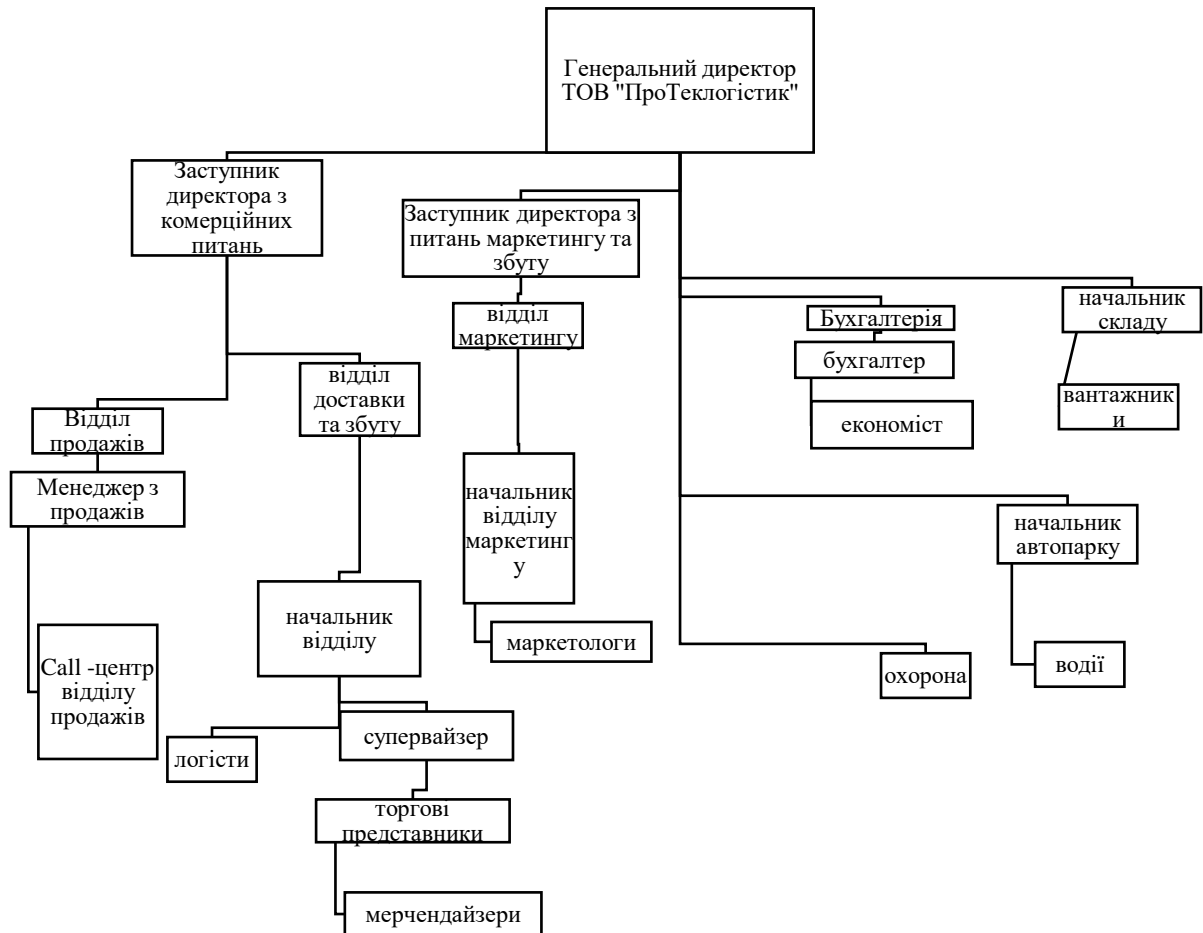 Генеральний директор
ТОВ "ПроТеклогістик"
Заступник
директора з
комерційних
питань
Заступник директора з
питань маркетингу та
збуту
начальник
складу
відділ
маркетингу
Бухгалтерія
бухгалтер
відділ
доставки
та збуту
вантажник
и
Відділ
продажів
економіст
Менеджер з
продажів
начальник
відділу
маркетинг
у
начальник
автопарку
начальник
відділу
маркетологи
Call -центр
відділу
продажів
охорона
водії
логісти
супервайзер
торгові
представники
мерчендайзери